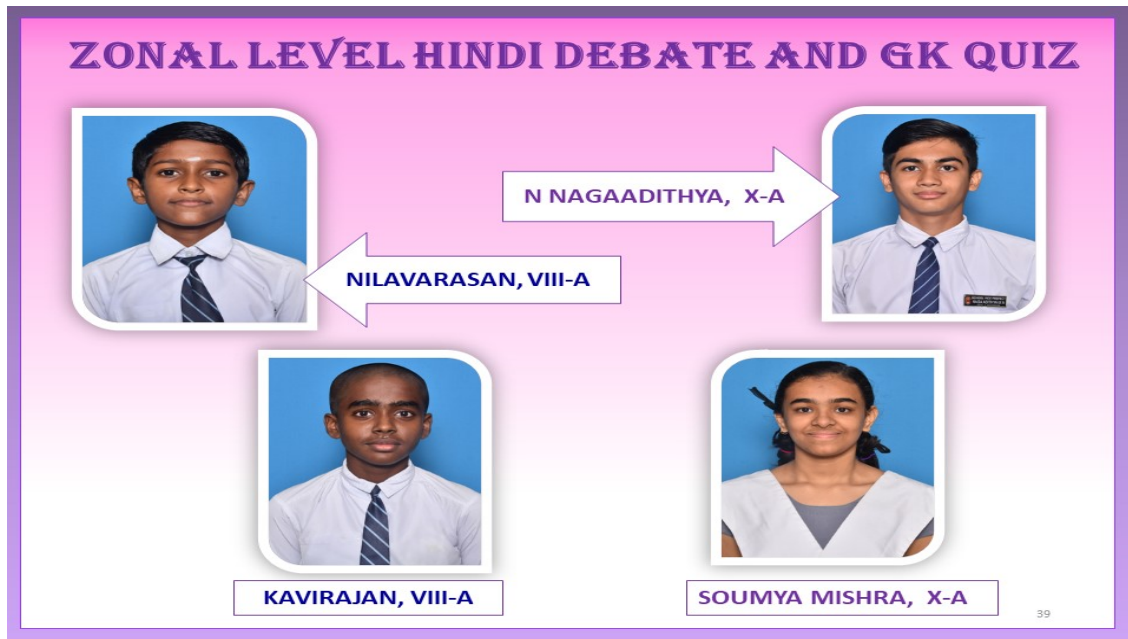 ZONAL LEVEL HINDI DEBATE AND GK QUIZ
N NAGAADITHYA, X-A
NILAVARASAN, VIII-A
KAVIRAJAN, VIII-A
SOUMYA MISHRA, X-A
39